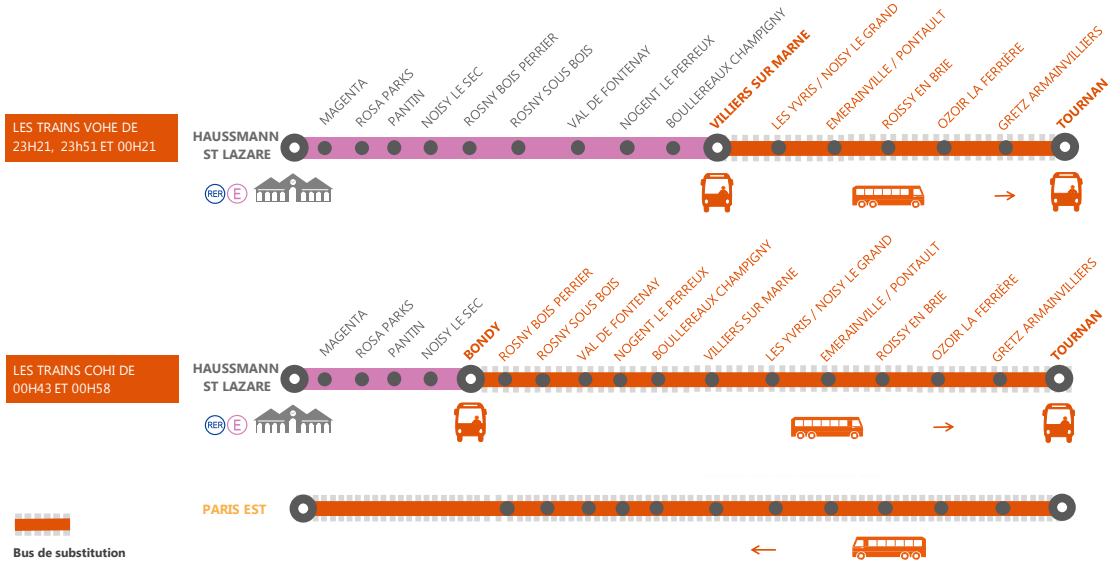 LES TRAINS VOHE DE
23H21, 23h51 ET 00H21
HAUSSMANN
ST LAZARE
MAGENTA
ROSA PARKS
PANTIN
NOISY LE SEC
ROSNY BOIS PERRIER
ROSNY SOUS BOIS
VAL DE FONTENAY
NOGENT LE PERREUX
BOULLEREAUX CHAMPIGNY
VILLIERS SUR MARNE
LES YVRIS / NOISY LE GRAND
EMERAINVILLE / PONTAULT
ROISSY EN BRIE
OZOIR LA FERRIÈRE
GRETZ ARMAINVILLIERS
TOURNAN
RER E
LES TRAINS COHI DE
00H43 ET 00H58
HAUSSMANN
ST LAZARE
MAGENTA
ROSA PARKS
PANTIN
NOISY LE SEC
BONDY
ROSNY BOIS PERRIER
ROSNY SOUS BOIS
VAL DE FONTENAY
NOGENT LE PERREUX
BOULLEREAUX CHAMPIGNY
VILLIERS SUR MARNE
LES YVRIS / NOISY LE GRAND
EMERAINVILLE / PONTAULT
ROISSY EN BRIE
OZOIR LA FERRIÈRE
GRETZ ARMAINVILLIERS
TOURNAN
RER E
PARIS EST
Bus de substitution